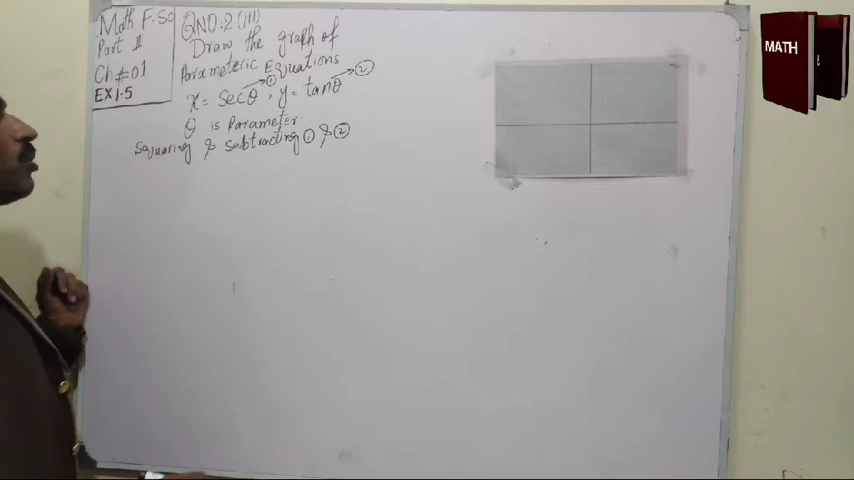 Math F.Sc
Part II
Ch#01
EX1.5
QNO.2(iii)
Draw the graph of
Parameteric Equations
x = secθ → ①, y = tanθ → ②
θ is Parameter.
Squaring & subtracting ① & ②
MATH